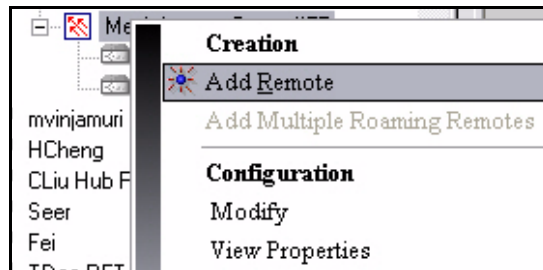 Creation
Add Remote
Add Multiple Roaming Remotes
Configuration
Modify
View Properties
mvinjamuri
HCheng
CLiu Hub F
Seer
Fei